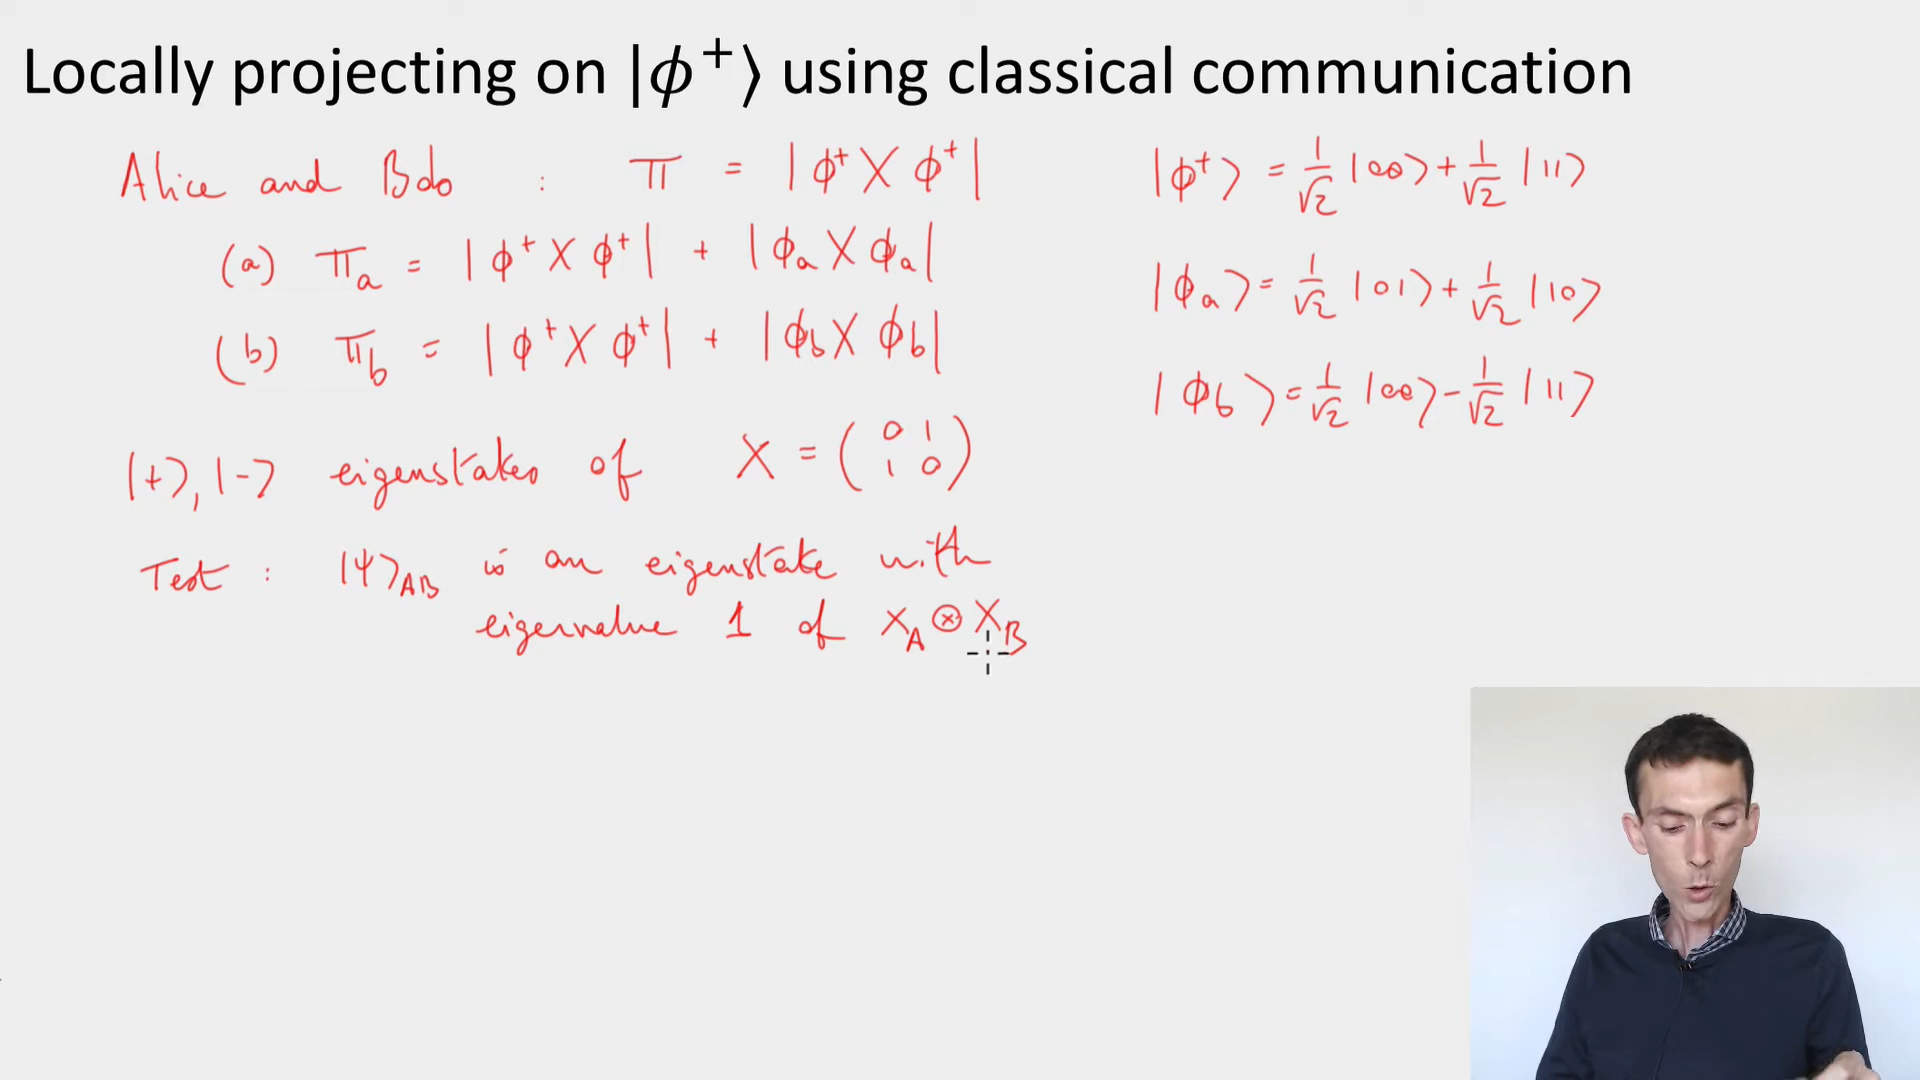 Locally projecting on |ϕ⁺⟩ using classical communication
Alice and Bob : Π = |ϕ⁺⟩⟨ϕ⁺|
(a) Π_a = |ϕ⁺⟩⟨ϕ⁺| + |ϕ_a⟩⟨ϕ_a|
(b) Π_b = |ϕ⁺⟩⟨ϕ⁺| + |ϕ_b⟩⟨ϕ_b|
|+⟩, |-⟩ eigenstates of X = (0 1
1 0)
Test : |ψ⟩_AB is an eigenstate with
eigenvalue 1 of X_A ⊗ X_B
|ϕ⁺⟩ = 1/√2 |00⟩ + 1/√2 |11⟩
|ϕ_a⟩ = 1/√2 |01⟩ + 1/√2 |10⟩
|ϕ_b⟩ = 1/√2 |00⟩ - 1/√2 |11⟩